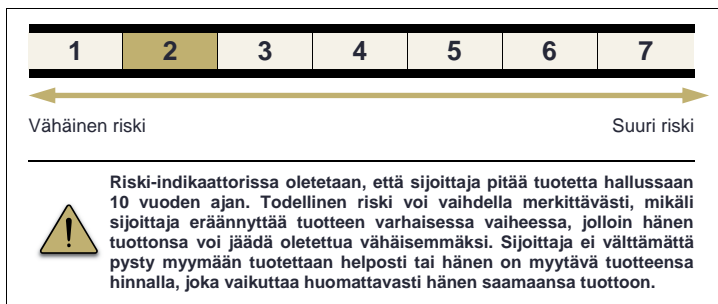 1 2 3 4 5 6 7
Vähäinen riski Suuri riski
Riski-indikaattorissa oletetaan, että sijoittaja pitää tuotetta hallussaan
10 vuoden ajan. Todellinen riski voi vaihdella merkittävästi, mikäli
sijoittaja eräännyttää tuotteen varhaisessa vaiheessa, jolloin hänen
tuottonsa voi jäädä oletettua vähäisemmäksi. Sijoittaja ei välttämättä
pysty myymään tuotettaan helposti tai hänen on myytävä tuotteensa
hinnalla, joka vaikuttaa huomattavasti hänen saamaansa tuottoon.